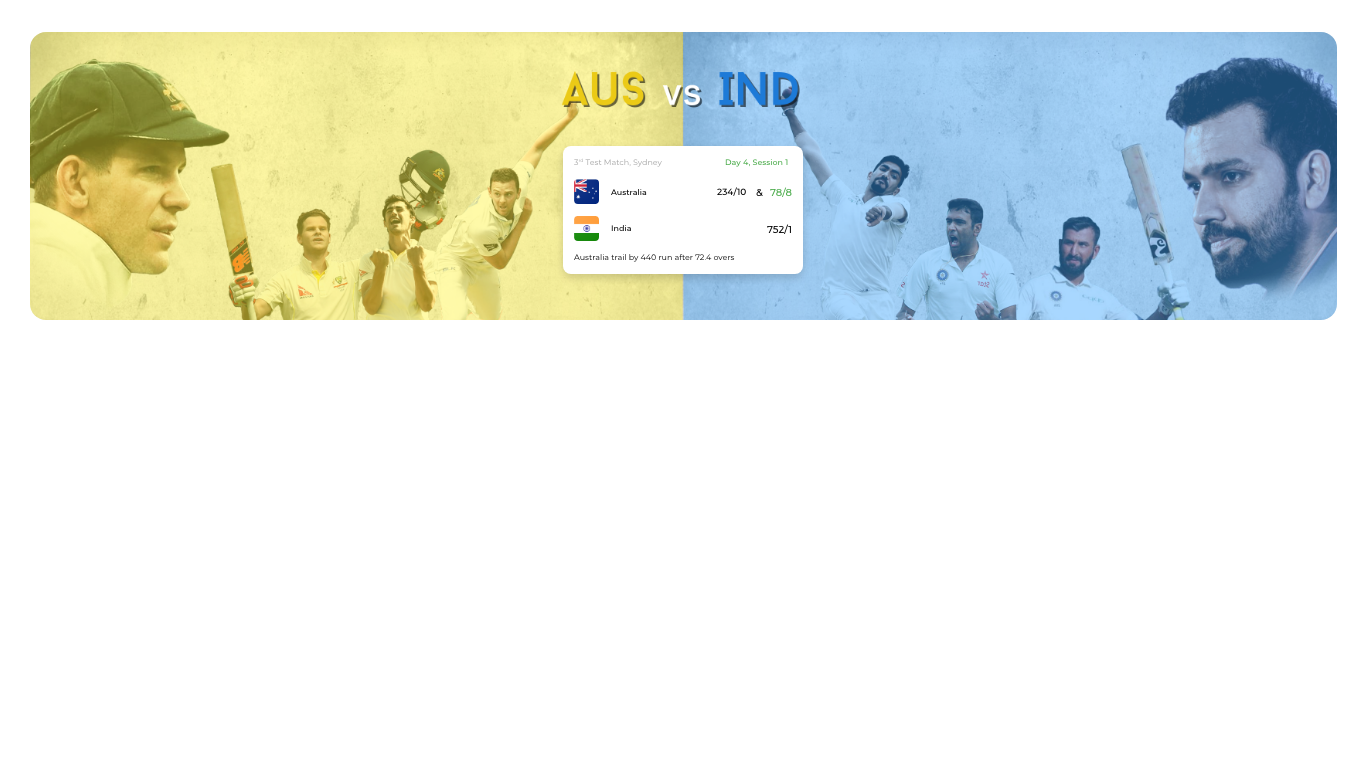 AUS vs IND
3rd Test Match, Sydney Day 4, Session 1
Australia 234/10 & 78/8
India 752/1
Australia trail by 440 run after 72.4 overs